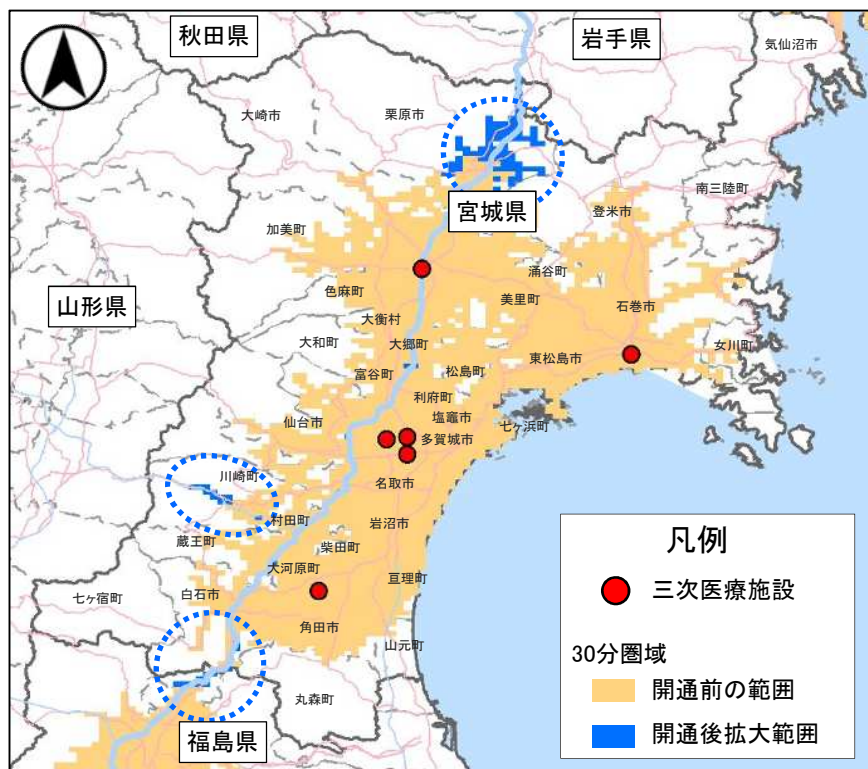 秋田県
岩手県
気仙沼市
大崎市
栗原市
南三陸町
宮城県
登米市
加美町
涌谷町
山形県
色麻町
美里町
石巻市
大衡村
大和町
大郷町
女川町
富谷町
松島町
東松島市
利府町
仙台市
塩竈市
七ヶ浜町
多賀城市
川崎町
名取市
村田町
岩沼市
蔵王町
柴田町
大河原町
亘理町
七ヶ宿町
白石市
角田市
山元町
丸森町
福島県
凡例
三次医療施設
30分圏域
開通前の範囲
開通後拡大範囲